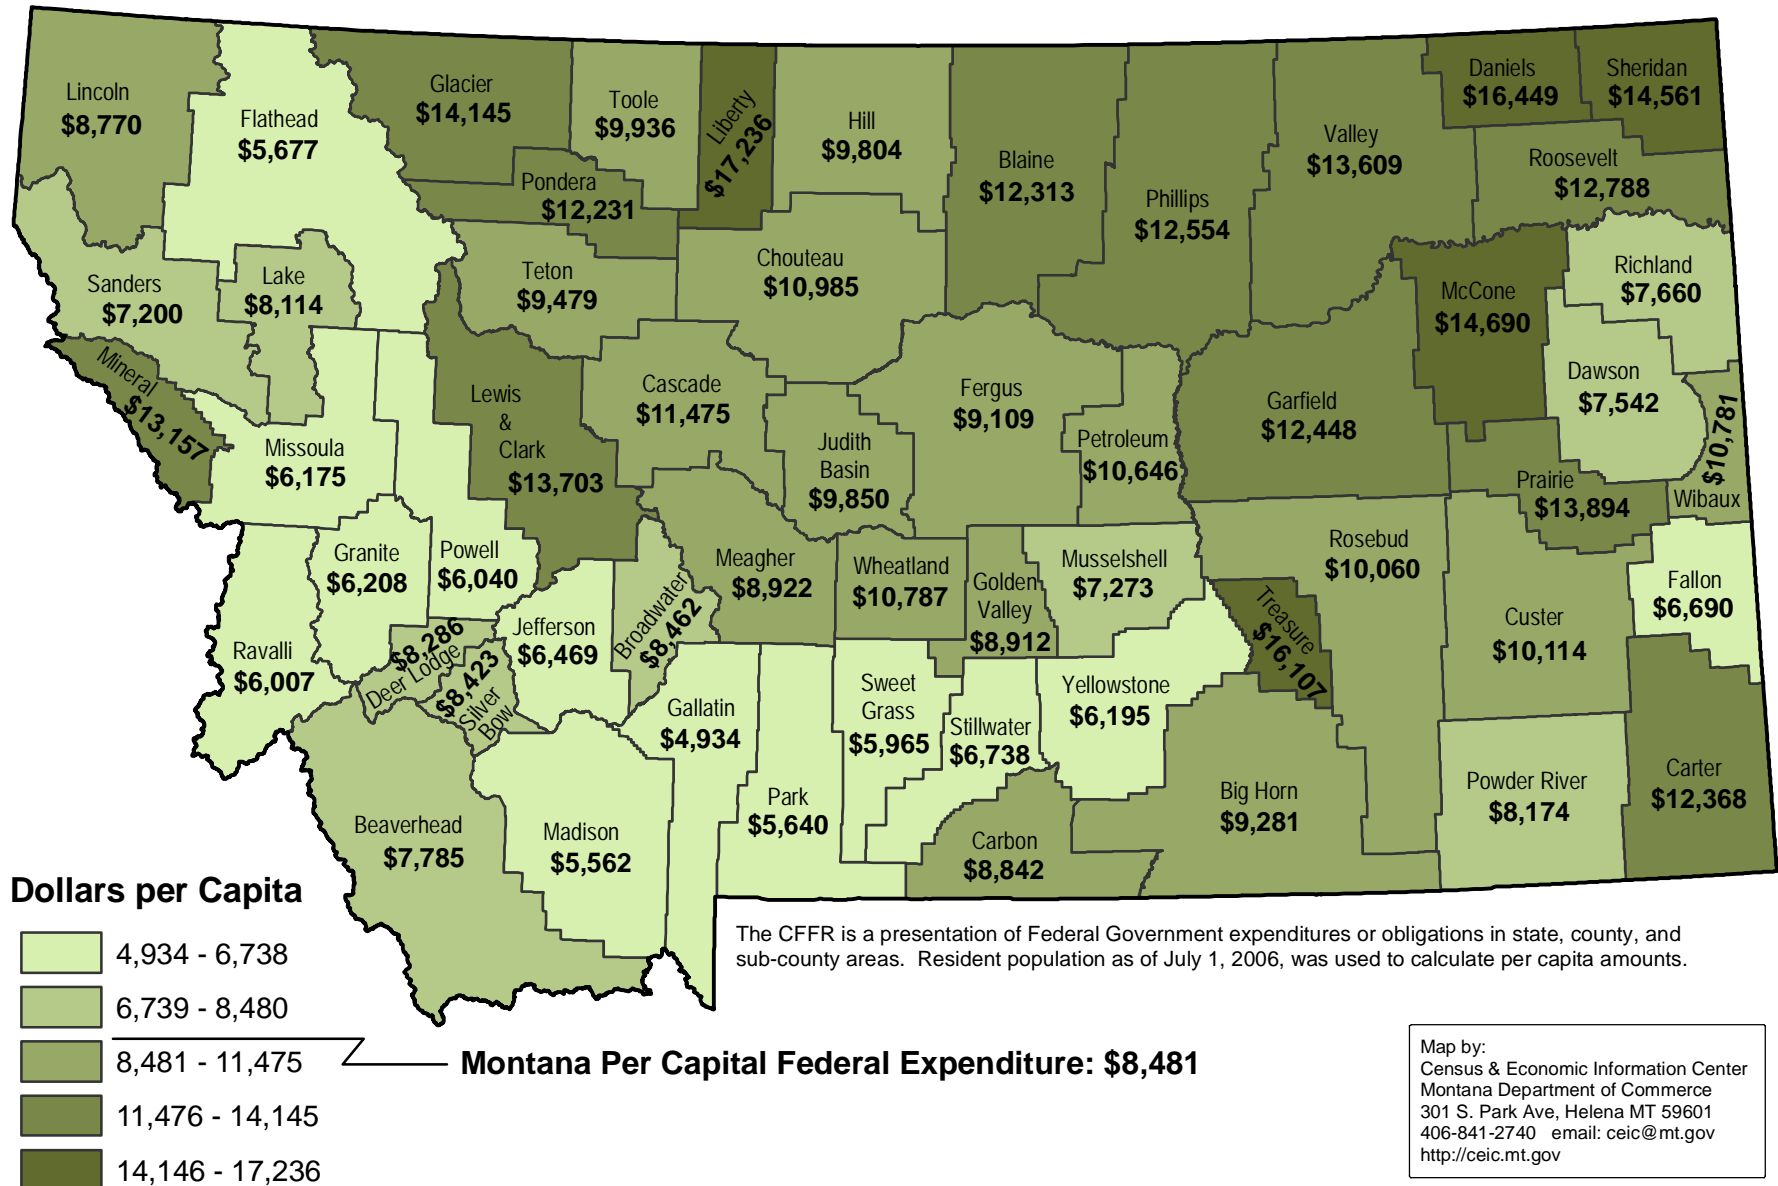 Lincoln
$8,770
Flathead
$5,677
Glacier
$14,145
Toole
$9,936
Liberty
$17,236
Hill
$9,804
Blaine
$12,313
Phillips
$12,554
Valley
$13,609
Daniels
$16,449
Sheridan
$14,561
Roosevelt
$12,788
Pondera
$12,231
Sanders
$7,200
Lake
$8,114
Teton
$9,479
Chouteau
$10,985
McCone
$14,690
Richland
$7,660
Mineral
$13,157
Missoula
$6,175
Lewis
&
Clark
$13,703
Cascade
$11,475
Judith
Basin
$9,850
Fergus
$9,109
Petroleum
$10,646
Garfield
$12,448
Dawson
$7,542
Prairie
$13,894
$10,781
Wibaux
Ravalli
$6,007
Granite
$6,208
Powell
$6,040
$8,286
Deer Lodge
$8,423
Silver
Bow
Jefferson
$6,469
Broadwater
$8,462
Meagher
$8,922
Wheatland
$10,787
Golden
Valley
$8,912
Musselshell
$7,273
Treasure
$16,107
Rosebud
$10,060
Custer
$10,114
Fallon
$6,690
Beaverhead
$7,785
Madison
$5,562
Gallatin
$4,934
Park
$5,640
Sweet
Grass
$5,965
Stillwater
$6,738
Yellowstone
$6,195
Carbon
$8,842
Big Horn
$9,281
Powder River
$8,174
Carter
$12,368
Dollars per Capita
4,934 - 6,738
6,739 - 8,480
8,481 - 11,475
11,476 - 14,145
14,146 - 17,236
Montana Per Capital Federal Expenditure: $8,481
The CFFR is a presentation of Federal Government expenditures or obligations in state, county, and
sub-county areas. Resident population as of July 1, 2006, was used to calculate per capita amounts.
Map by:
Census & Economic Information Center
Montana Department of Commerce
301 S. Park Ave, Helena MT 59601
406-841-2740 email: ceic@mt.gov
http://ceic.mt.gov